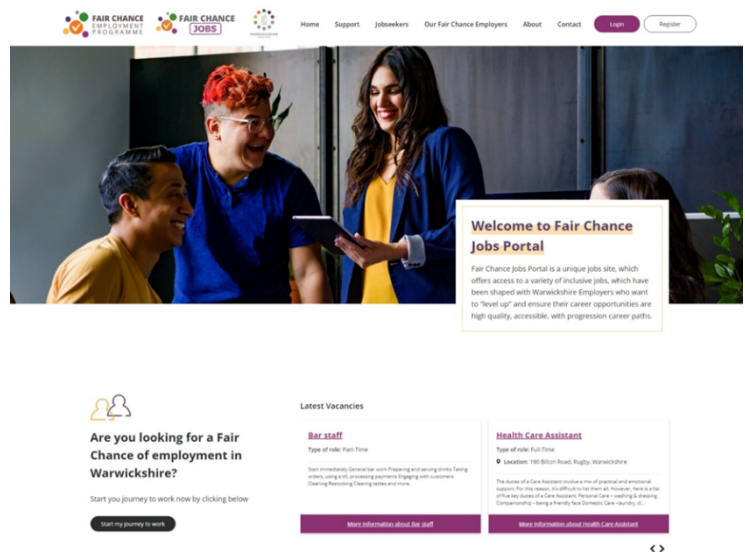 FAIR CHANCE
EMPLOYMENT
PROGRAMME
FAIR CHANCE
JOBS
Home Support Jobseekers Our Fair Chance Employers About Contact Login Register
Welcome to Fair Chance
Jobs Portal
Fair Chance Jobs Portal is a unique jobs site, which
offers access to a variety of inclusive jobs, which have
been shaped with Warwickshire Employers who want
to "level up" and ensure their career opportunities are
high quality, accessible, with progression career paths.
Are you looking for a Fair
Chance of employment in
Warwickshire?
Start you journey to work now by clicking below
Start my journey to work
Latest Vacancies
Bar staff
Type of role: Part-Time
Start immediately General bar work Preparing and serving drinks Taking
orders, using a till, processing payments Engaging with customers
Cleaning Restocking Clearing tables and more.
More information about Bar staff
Health Care Assistant
Type of role: Full-Time
Location: 190 Bilton Road, Rugby, Warwickshire
The duties of a Care Assistant involve a mix of practical and emotional
support. For this reason, it's difficult to list them all. However, here is a list
of five key duties of a Care Assistant: Personal Care – washing & dressing
Companionship – being a friendly face Domestic Care –laundry, cl...
More information about Health Care Assistant